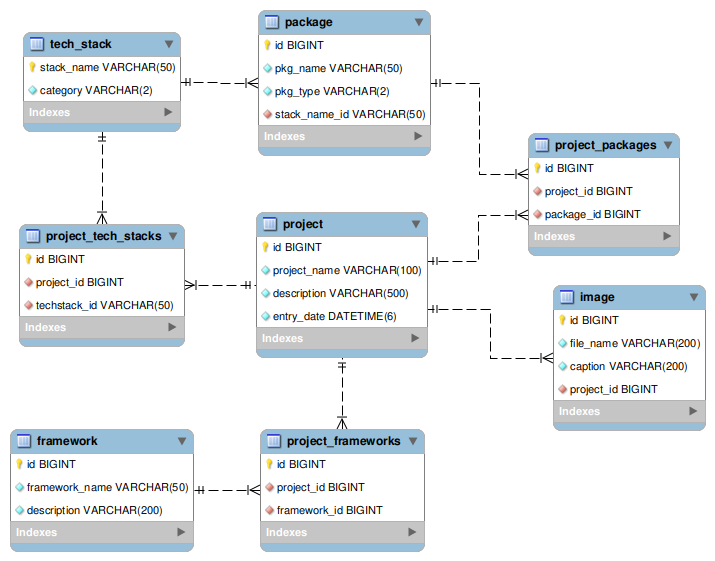 tech_stack
stack_name VARCHAR(50)
category VARCHAR(2)
Indexes
package
id BIGINT
pkg_name VARCHAR(50)
pkg_type VARCHAR(2)
stack_name_id VARCHAR(50)
Indexes
project_packages
id BIGINT
project_id BIGINT
package_id BIGINT
Indexes
project_tech_stacks
id BIGINT
project_id BIGINT
techstack_id VARCHAR(50)
Indexes
project
id BIGINT
project_name VARCHAR(100)
description VARCHAR(500)
entry_date DATETIME(6)
Indexes
image
id BIGINT
file_name VARCHAR(200)
caption VARCHAR(200)
project_id BIGINT
Indexes
framework
id BIGINT
framework_name VARCHAR(50)
description VARCHAR(200)
Indexes
project_frameworks
id BIGINT
project_id BIGINT
framework_id BIGINT
Indexes